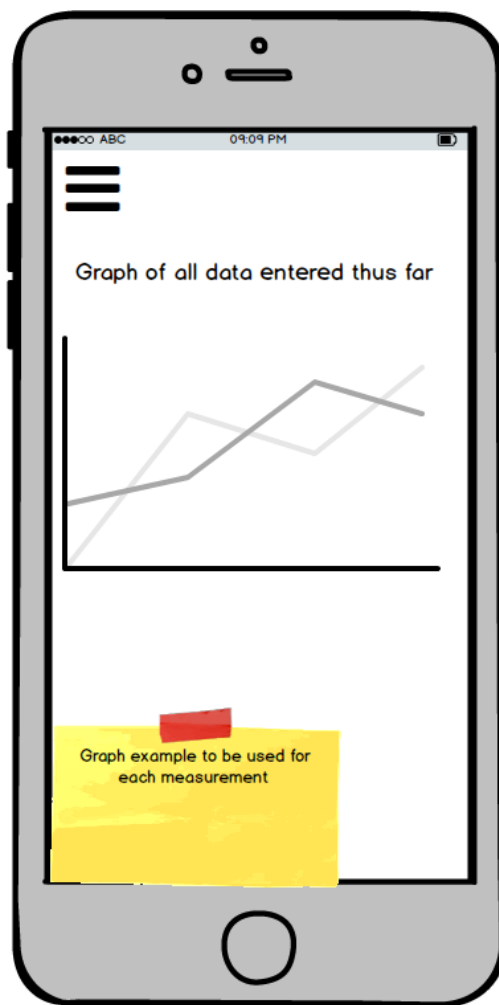 ABC 09:09 PM
Graph of all data entered thus far
Graph example to be used for
each measurement